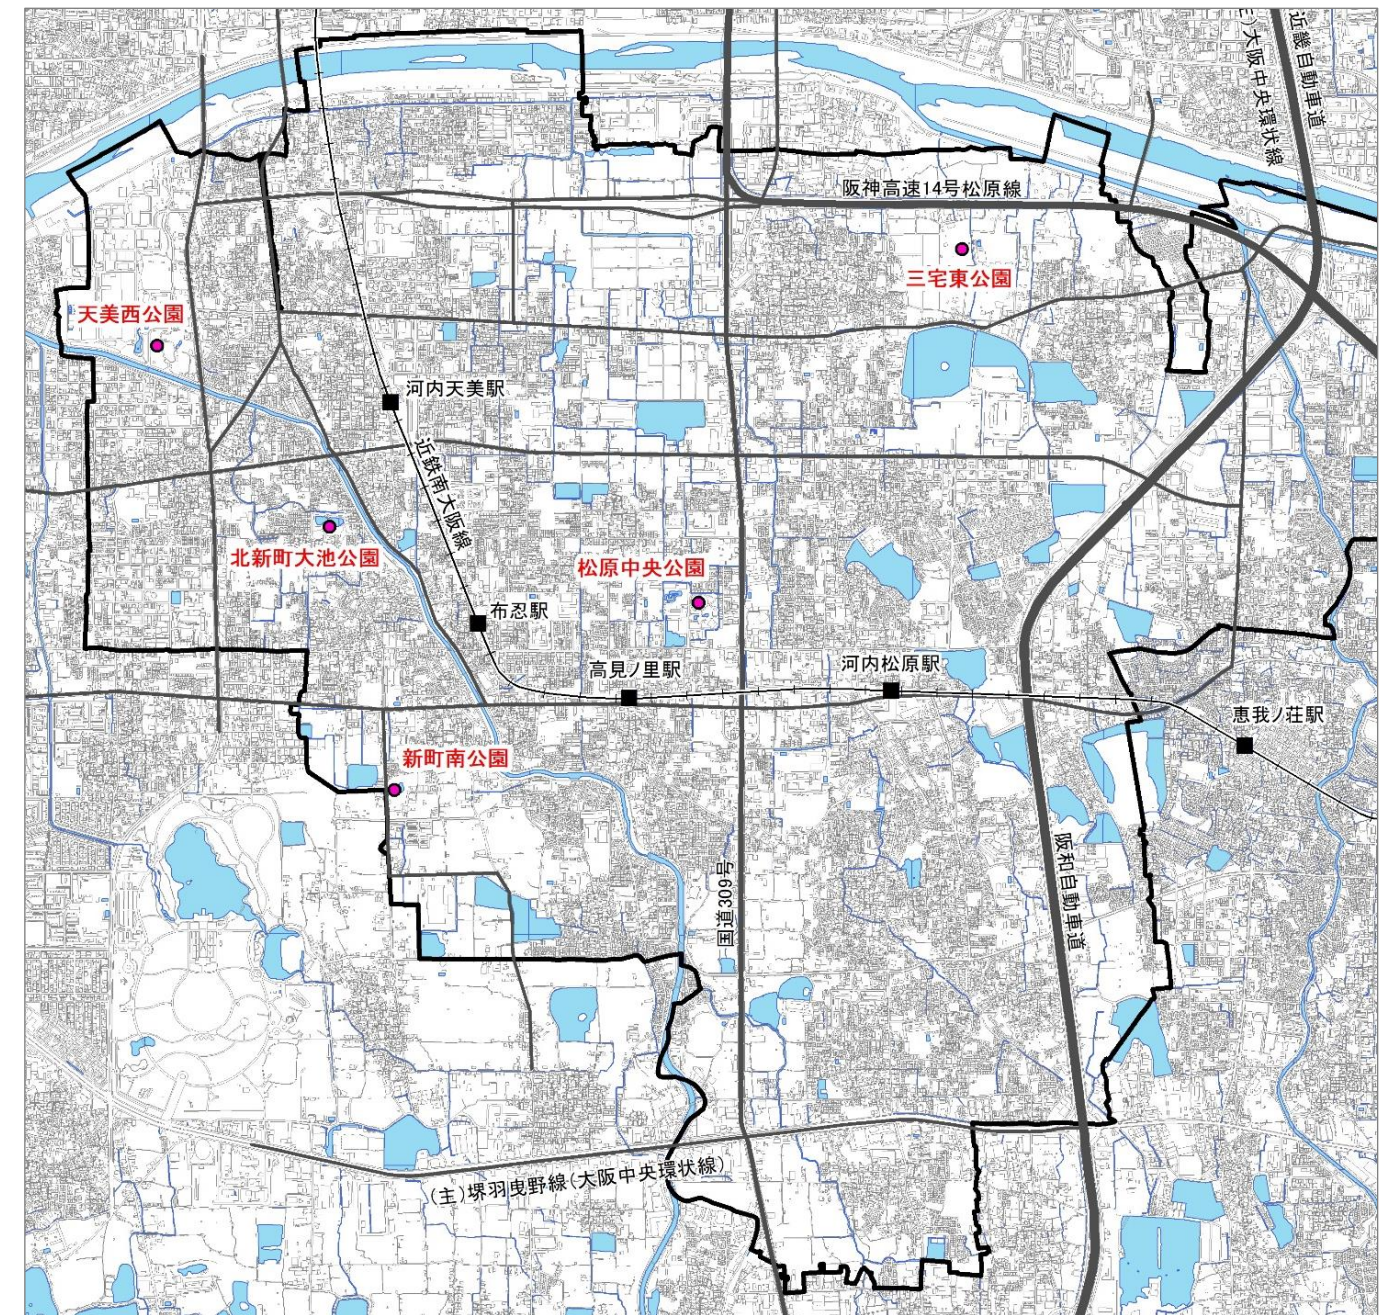 近畿自動車道
(主)大阪中央環状線
阪神高速14号松原線
三宅東公園
天美西公園
河内天美駅
近鉄南大阪線
北新町大池公園
松原中央公園
布忍駅
高見ノ里駅
河内松原駅
恵我ノ荘駅
新町南公園
国道309号
阪和自動車道
(主)堺羽曳野線(大阪中央環状線)